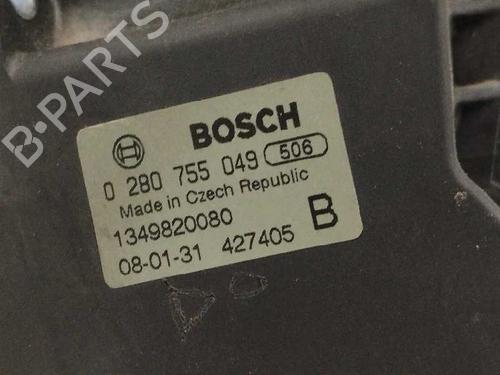 B-PARTS
BOSCH
0 280 755 049 506
Made in Czech Republic
1349820080
08-01-31 427405 B